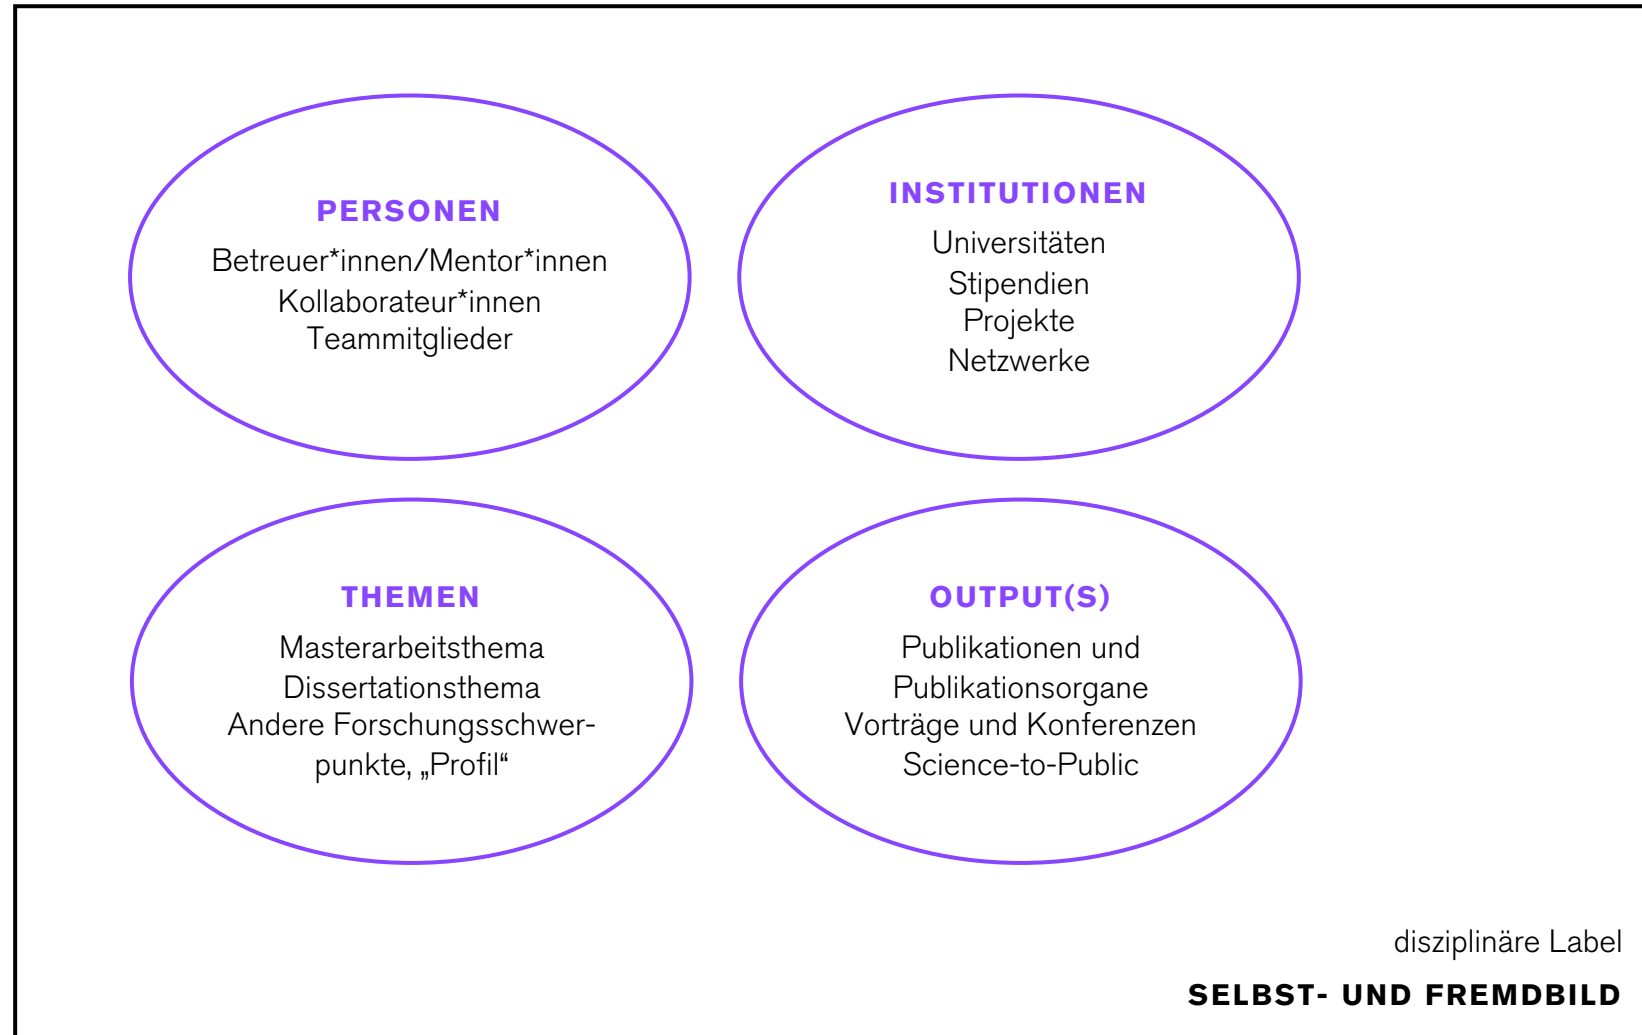 PERSONEN
Betreuer*innen/Mentor*innen
Kollaborateur*innen
Teammitglieder
INSTITUTIONEN
Universitäten
Stipendien
Projekte
Netzwerke
THEMEN
Masterarbeitsthema
Dissertationsthema
Andere Forschungsschwer-
punkte, „Profil“
OUTPUT(S)
Publikationen und
Publikationsorgane
Vorträge und Konferenzen
Science-to-Public
disziplinäre Label
SELBST- UND FREMDBILD